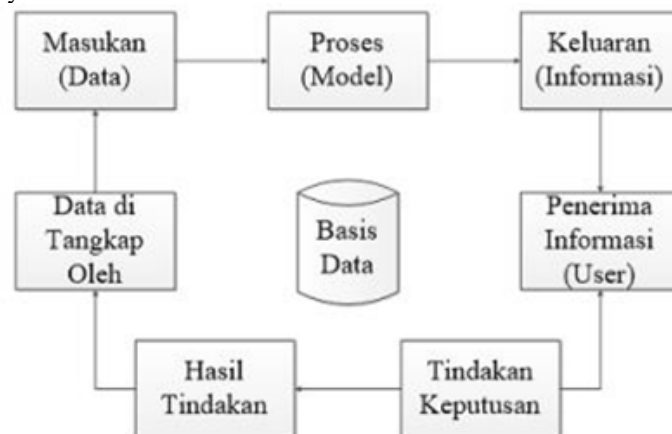 Masukan
(Data)
Proses
(Model)
Keluaran
(Informasi)
Data di
Tangkap
Oleh
Basis
Data
Penerima
Informasi
(User)
Hasil
Tindakan
Tindakan
Keputusan